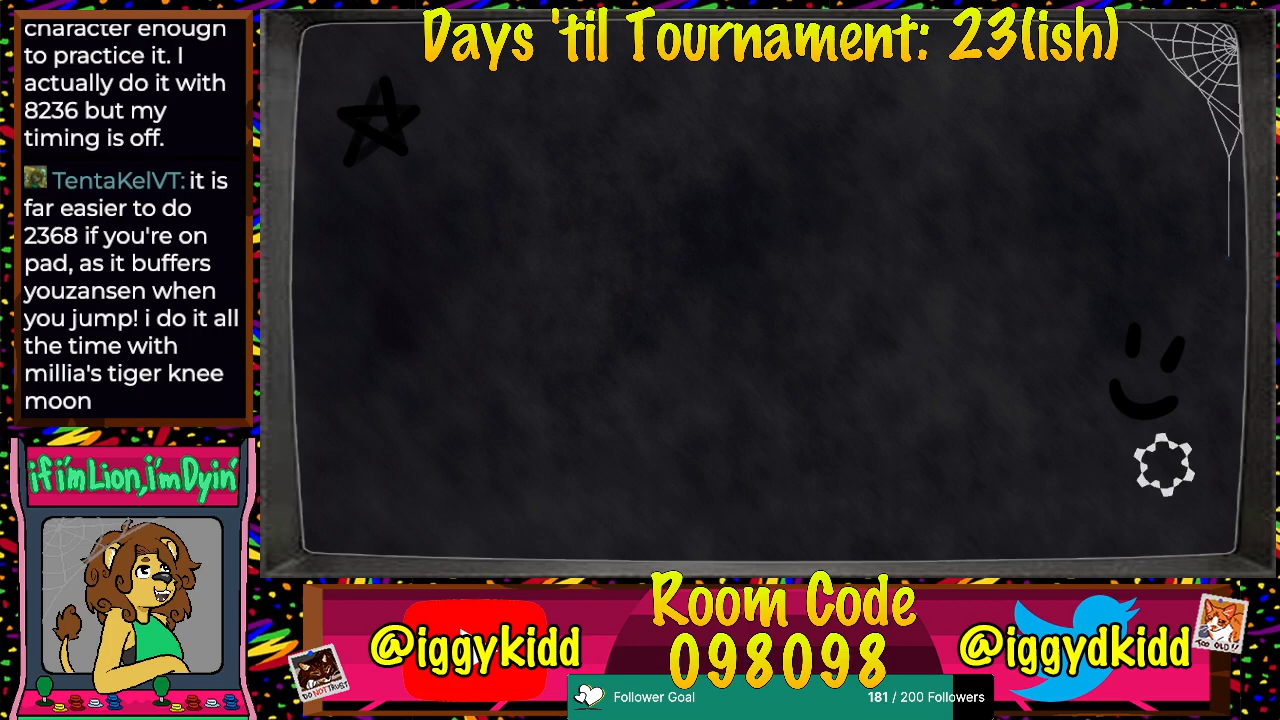 character enough
to practice it. I
actually do it with
8236 but my
timing is off.
TentaKelVT: it is
far easier to do
2368 if you're on
pad, as it buffers
youzansen when
you jump! i do it all
the time with
millia's tiger knee
moon
Days 'til Tournament: 23(ish)
if i'm Lion, i'm Dyin'
Room Code
098098
@iggykidd
@iggydkidd
DO NOT TRUST
TOO OLD!!
Follower Goal
181 / 200 Followers